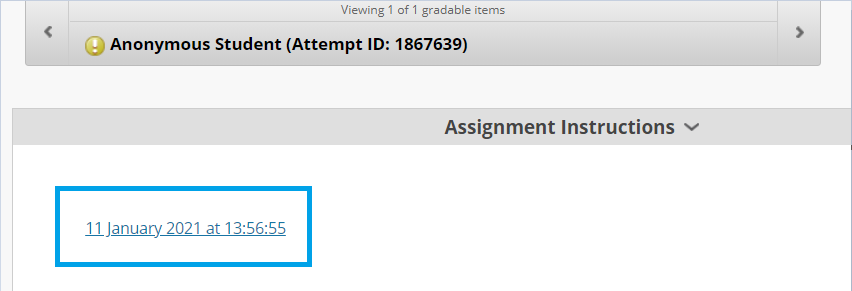 Viewing 1 of 1 gradable items
Anonymous Student (Attempt ID: 1867639)
Assignment Instructions
11 January 2021 at 13:56:55